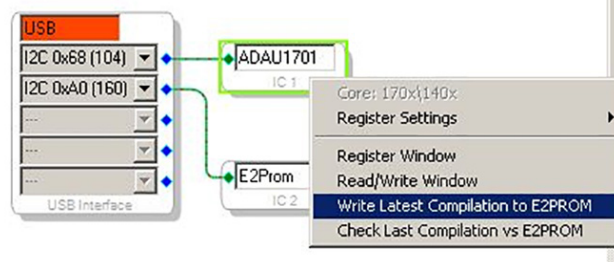 USB
I2C 0x68 (104)
I2C 0xA0 (160)
---
---
---
USB Interface
ADAU1701
IC 1
E2Prom
IC 2
Core: 170x\140x
Register Settings
Register Window
Read/Write Window
Write Latest Compilation to E2PROM
Check Last Compilation vs E2PROM